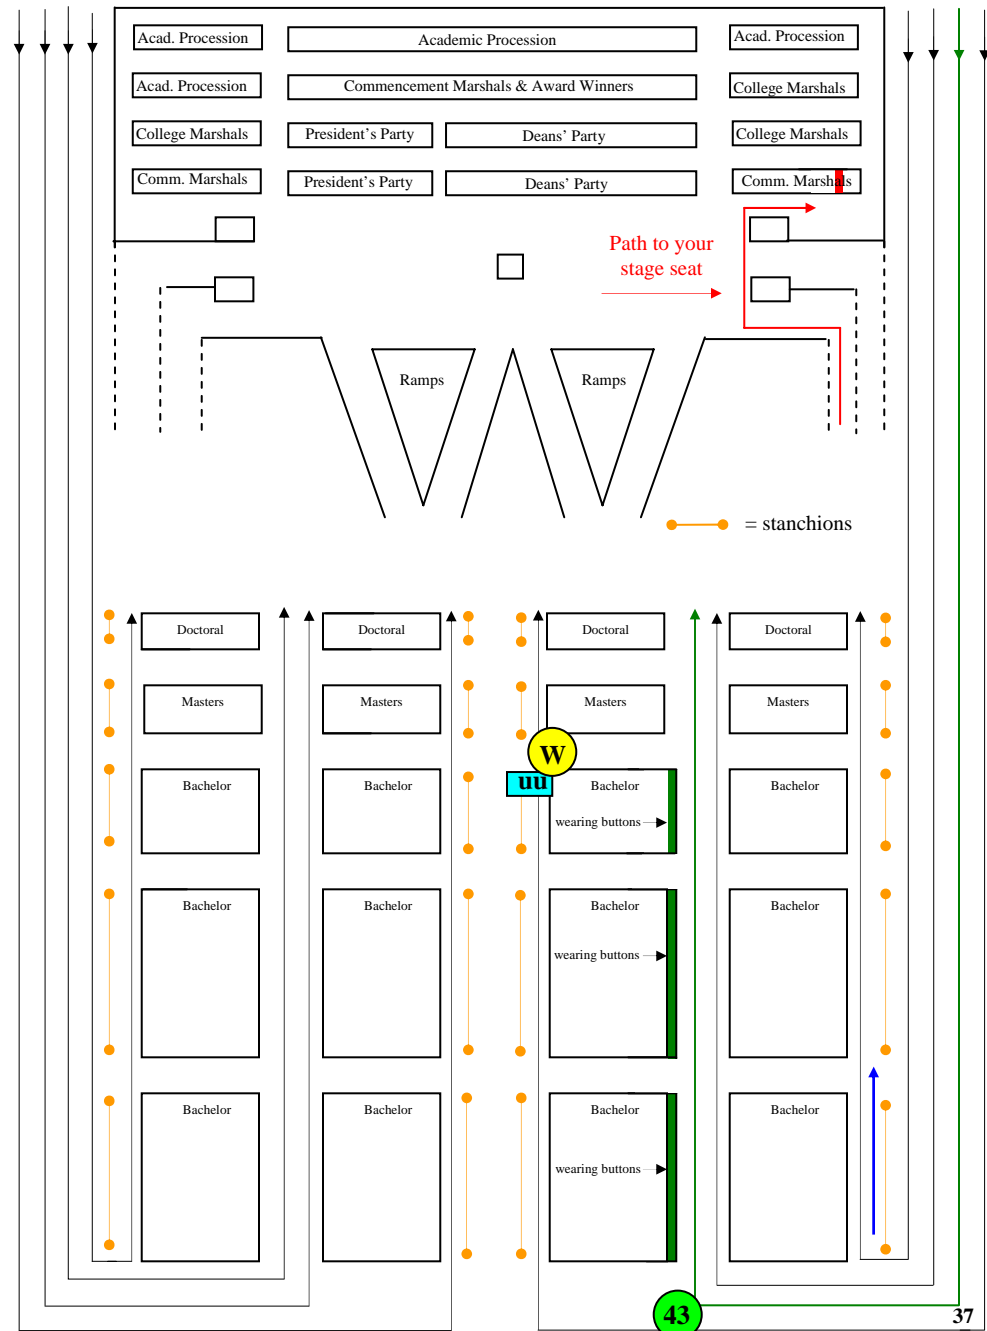 Acad. Procession
Academic Procession
Acad. Procession
Acad. Procession
Commencement Marshals & Award Winners
College Marshals
College Marshals
President's Party
Deans' Party
College Marshals
Comm. Marshals
President's Party
Deans' Party
Comm. Marshals
Path to your
stage seat
Ramps
Ramps
= stanchions
Doctoral
Doctoral
Doctoral
Doctoral
Masters
Masters
Masters
Masters
W
uu
Bachelor
Bachelor
Bachelor
Bachelor
wearing buttons
Bachelor
Bachelor
Bachelor
Bachelor
wearing buttons
Bachelor
Bachelor
Bachelor
Bachelor
wearing buttons
43
37